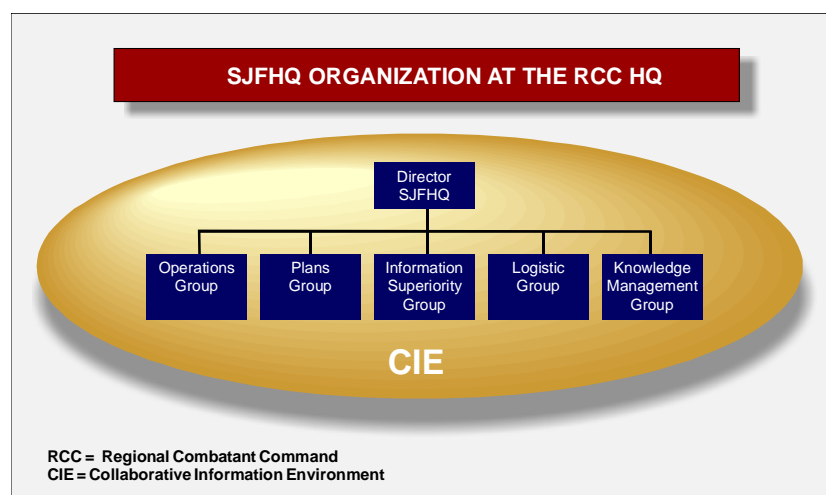 SJFHQ ORGANIZATION AT THE RCC HQ
Director
SJFHQ
Operations
Group
Plans
Group
Information
Superiority
Group
Logistic
Group
Knowledge
Management
Group
CIE
RCC = Regional Combatant Command
CIE = Collaborative Information Environment